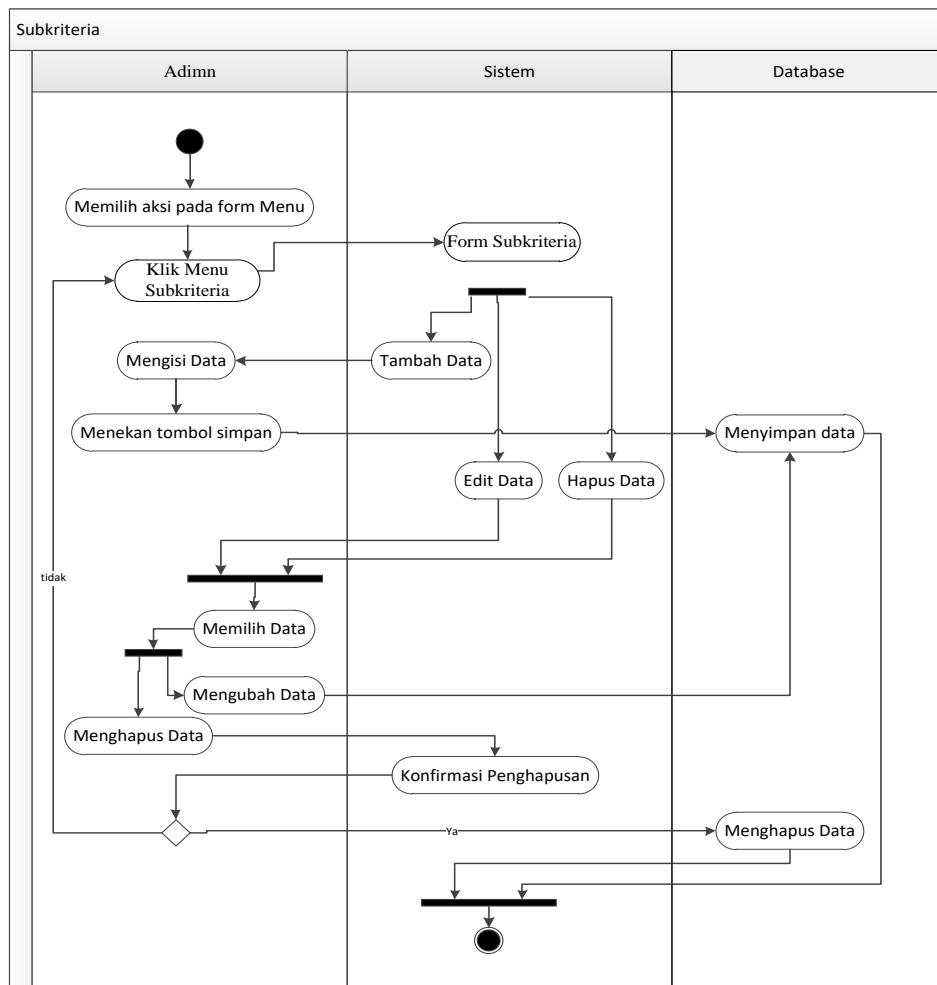 Subkriteria
Adimn
Sistem
Database
Memilih aksi pada form Menu
Form Subkriteria
Klik Menu
Subkriteria
Mengisi Data
Tambah Data
Menekan tombol simpan
Menyimpan data
Edit Data
Hapus Data
tidak
Memilih Data
Mengubah Data
Menghapus Data
Konfirmasi Penghapusan
Ya
Menghapus Data